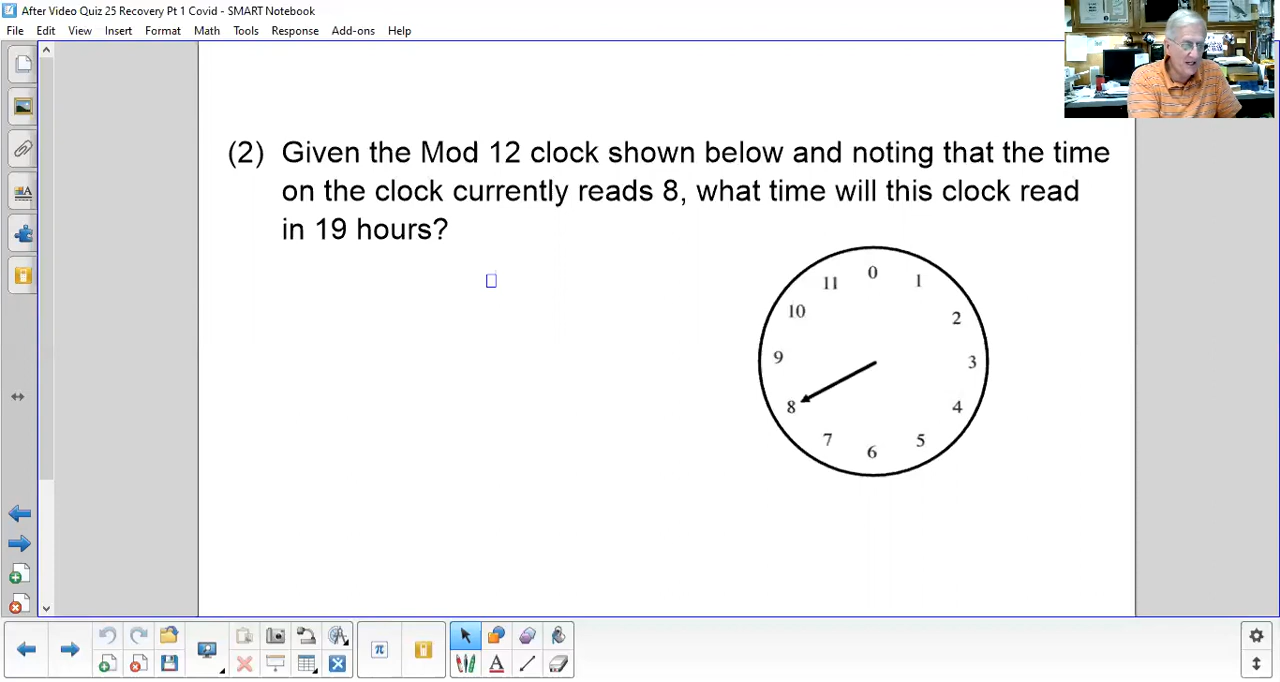 After Video Quiz 25 Recovery Pt 1 Covid - SMART Notebook
File Edit View Insert Format Math Tools Response Add-ons Help
(2) Given the Mod 12 clock shown below and noting that the time
on the clock currently reads 8, what time will this clock read
in 19 hours?
0
11 1
10 2
9 3
8 4
7 5
6
π
A